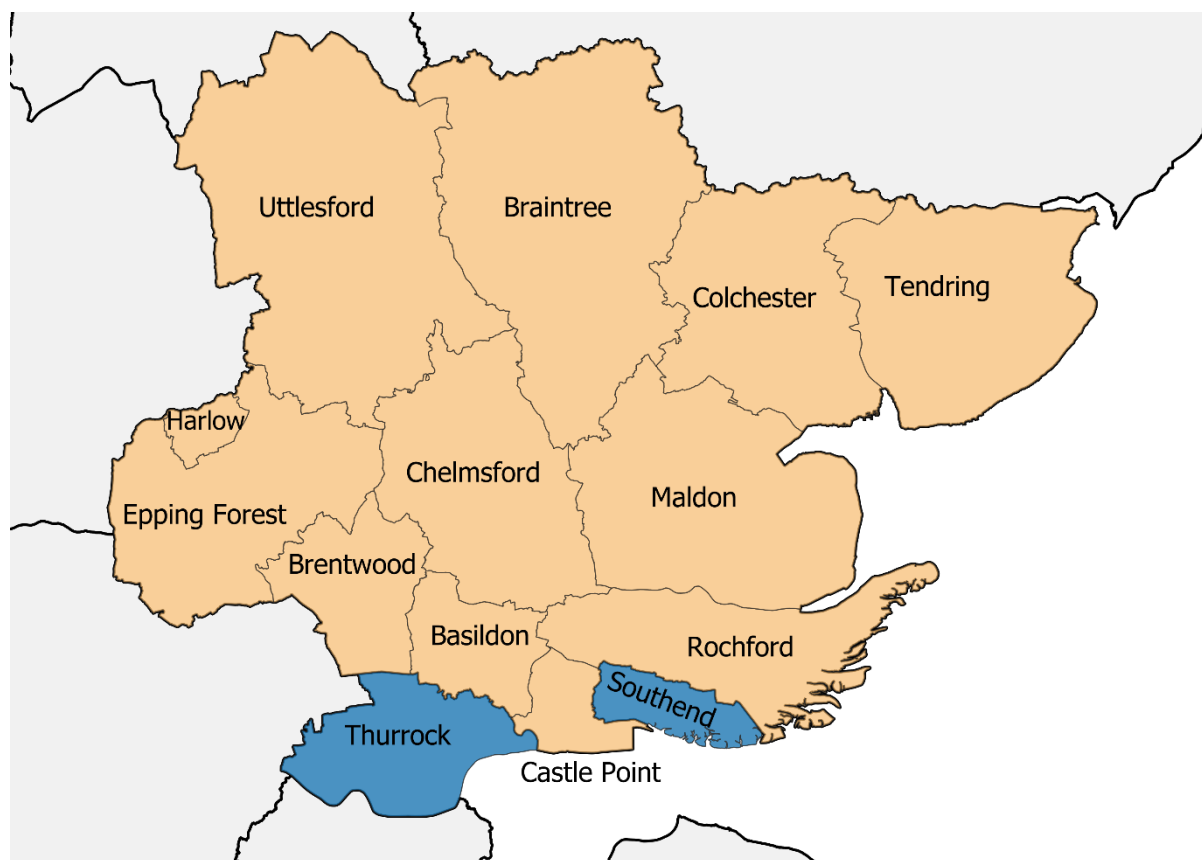 Uttlesford
Braintree
Tendring
Colchester
Harlow
Chelmsford
Maldon
Epping Forest
Brentwood
Basildon
Rochford
Southend
Thurrock
Castle Point